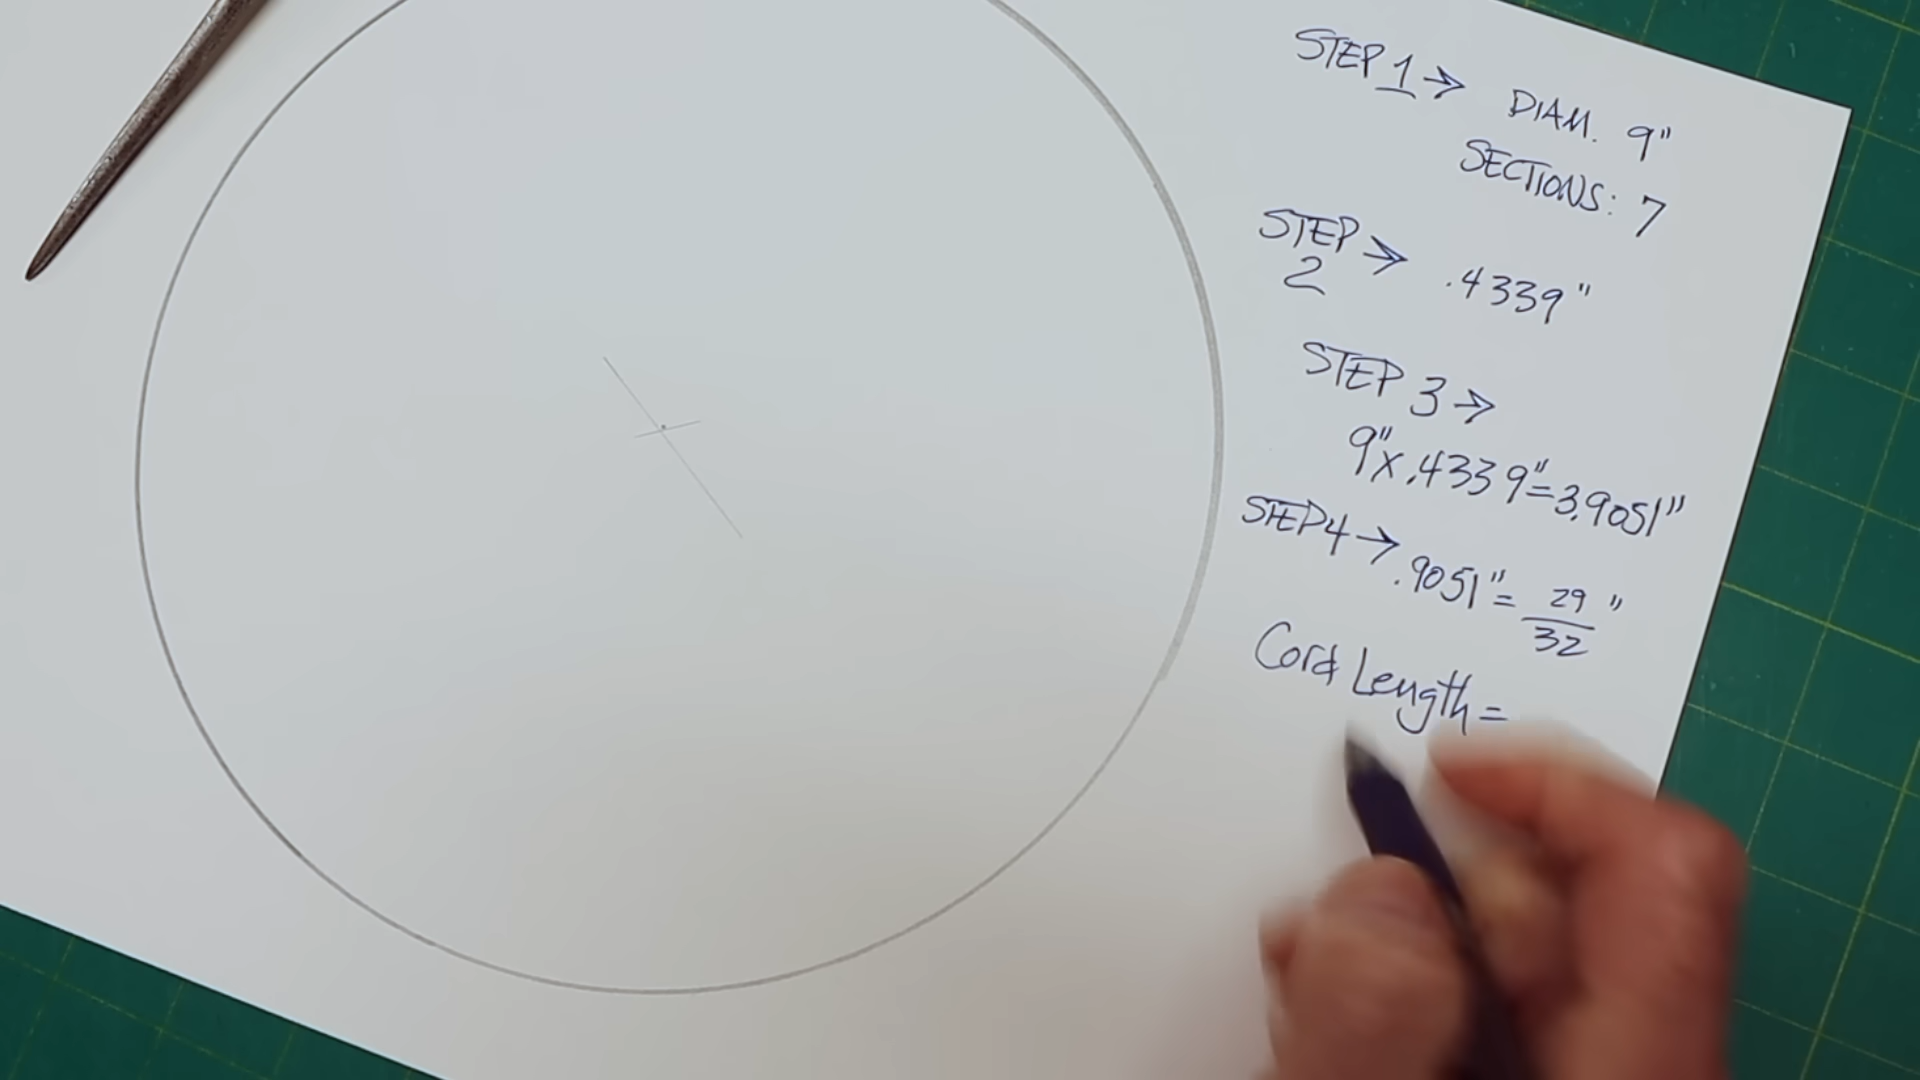 STEP 1 → DIAM. 9"
SECTIONS: 7
STEP 2 → .4339"
STEP 3 →
9" x .4339" = 3.9051"
STEP 4 → .9051" = 29/32"
Cord Length =